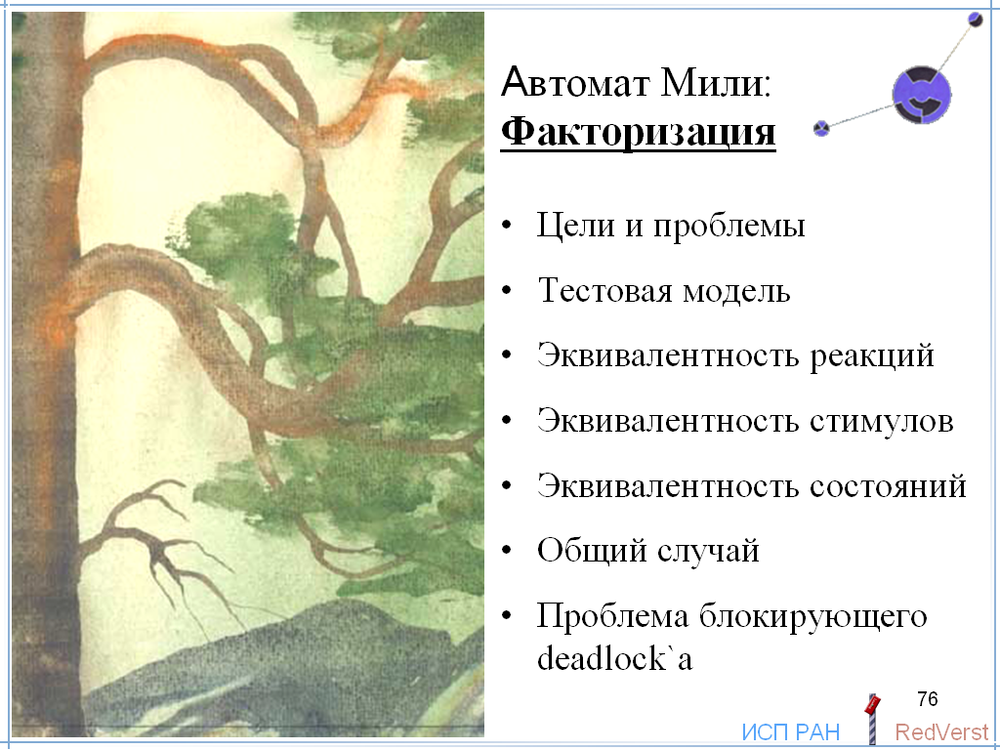 Автомат Мили:
Факторизация
• Цели и проблемы
• Тестовая модель
• Эквивалентность реакций
• Эквивалентность стимулов
• Эквивалентность состояний
• Общий случай
• Проблема блокирующего
deadlock`а
76
ИСП РАН
RedVerst